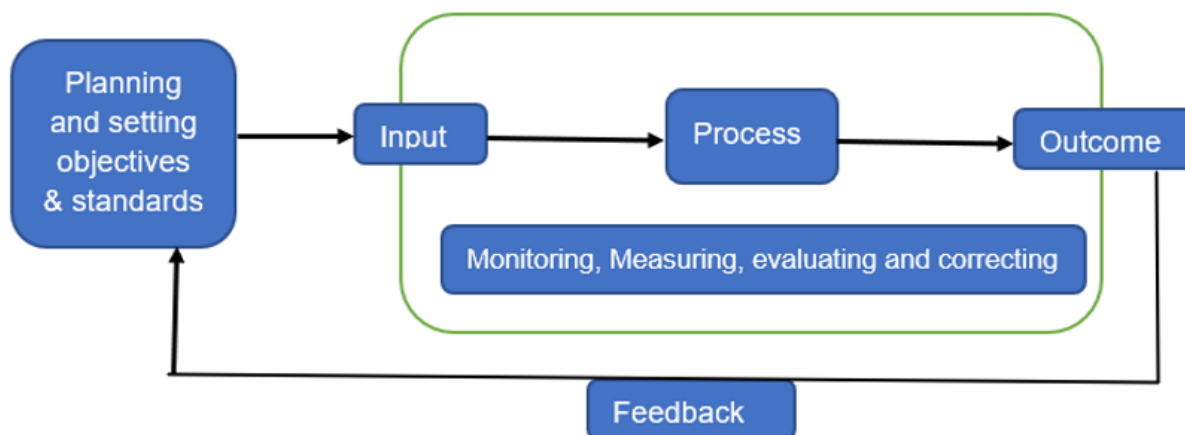 Planning
and setting
objectives
& standards
Input
Process
Outcome
Monitoring, Measuring, evaluating and correcting
Feedback